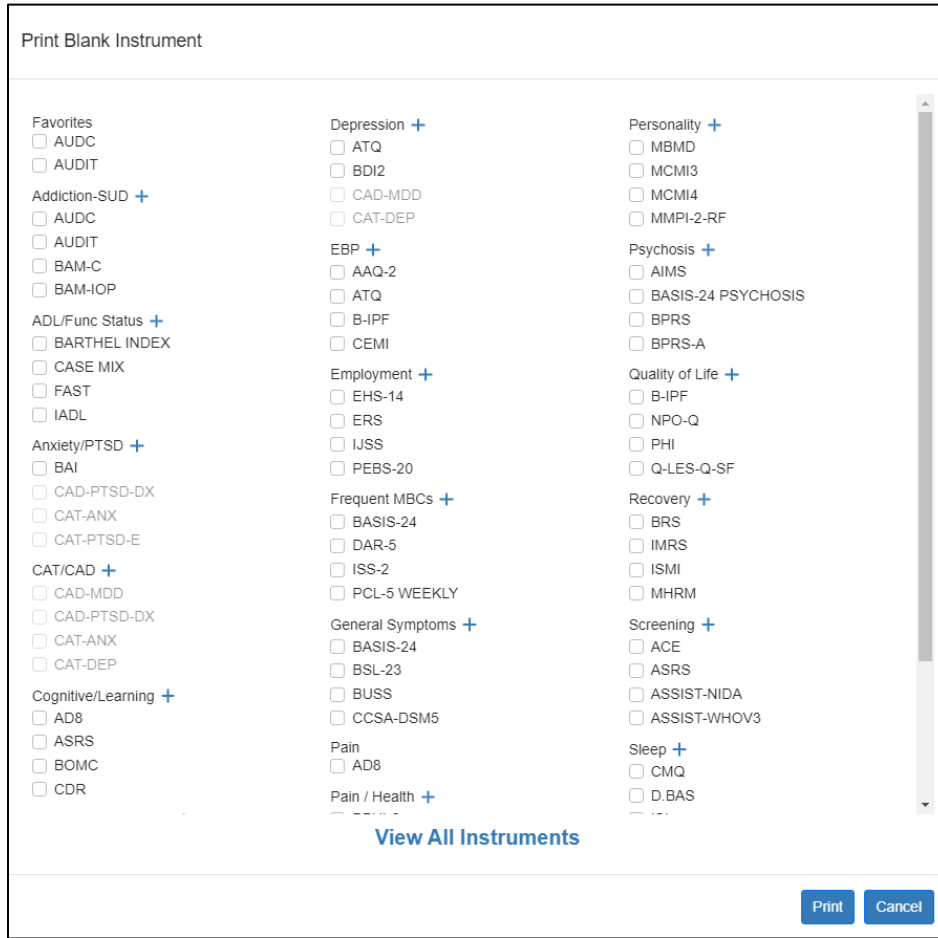 Print Blank Instrument
Favorites
AUDC
AUDIT
Addiction-SUD +
AUDC
AUDIT
BAM-C
BAM-IOP
ADL/Func Status +
BARTHEL INDEX
CASE MIX
FAST
IADL
Anxiety/PTSD +
BAI
CAD-PTSD-DX
CAT-ANX
CAT-PTSD-E
CAT/CAD +
CAD-MDD
CAD-PTSD-DX
CAT-ANX
CAT-DEP
Cognitive/Learning +
AD8
ASRS
BOMC
CDR
Depression +
ATQ
BDI2
CAD-MDD
CAT-DEP
EBP +
AAQ-2
ATQ
B-IPF
CEMI
Employment +
EHS-14
ERS
IJSS
PEBS-20
Frequent MBCs +
BASIS-24
DAR-5
ISS-2
PCL-5 WEEKLY
General Symptoms +
BASIS-24
BSL-23
BUSS
CCSA-DSM5
Pain
AD8
Pain / Health +
Personality +
MBMD
MCMI3
MCMI4
MMPI-2-RF
Psychosis +
AIMS
BASIS-24 PSYCHOSIS
BPRS
BPRS-A
Quality of Life +
B-IPF
NPO-Q
PHI
Q-LES-Q-SF
Recovery +
BRS
IMRS
ISMI
MHRM
Screening +
ACE
ASRS
ASSIST-NIDA
ASSIST-WHOV3
Sleep +
CMQ
D.BAS
View All Instruments
Print
Cancel